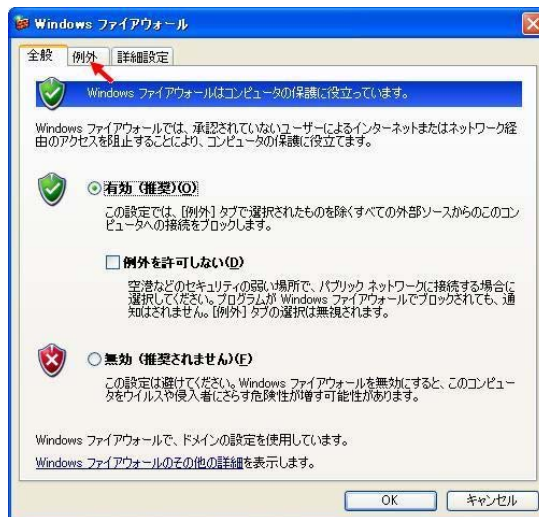 Windows ファイアウォール
全般 例外 詳細設定
Windows ファイアウォールはコンピュータの保護に役立っています。
Windows ファイアウォールでは、承認されていないユーザーによるインターネットまたはネットワーク経
由のアクセスを阻止することにより、コンピュータの保護に役立てます。
有効 (推奨)(O)
この設定では、[例外] タブで選択されたものを除くすべての外部ソースからのこのコン
ピュータへの接続をブロックします。
例外を許可しない(D)
空港などのセキュリティの弱い場所で、パブリック ネットワークに接続する場合に
選択してください。プログラムが Windows ファイアウォールでブロックされても、通
知はされません。[例外] タブの選択は無視されます。
無効 (推奨されません)(F)
この設定は避けてください。Windows ファイアウォールを無効にすると、このコンピュー
タをウイルスや侵入者にさらす危険性が増す可能性があります。
Windows ファイアウォールで、ドメインの設定を使用しています。
Windows ファイアウォールのその他の詳細を表示します。
OK キャンセル